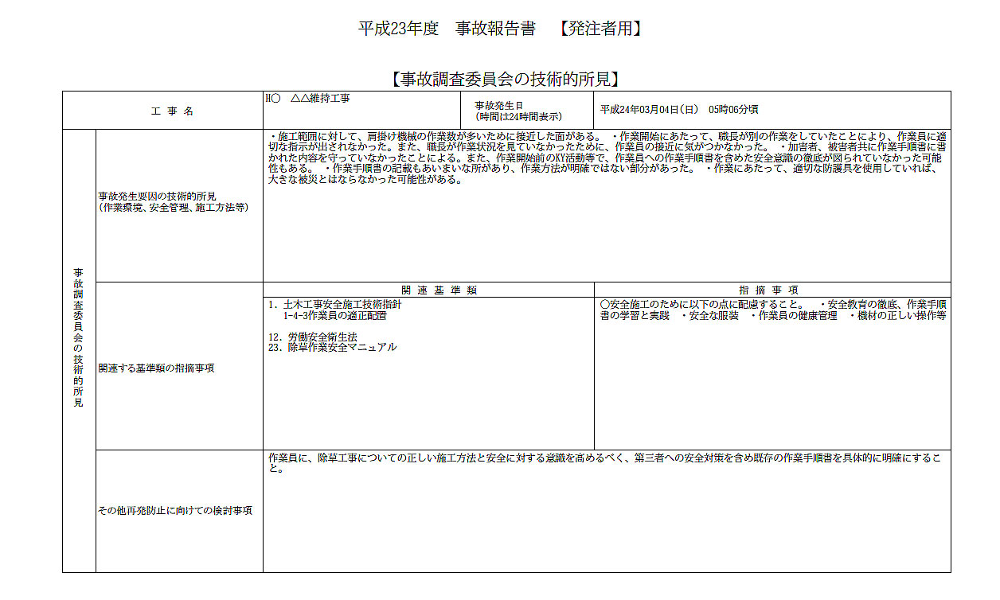 平成23年度　事故報告書　【発注者用】
【事故調査委員会の技術的所見】
工 事 名
H〇　△△維持工事
事故発生日
(時間は24時間表示)
平成24年03月04日(日)　05時06分頃
事故調査委員会の技術的所見
事故発生要因の技術的所見
(作業環境、安全管理、施工方法等)
・施工範囲に対して、肩掛け機械の作業数が多いために接近した面がある。　・作業開始にあたって、職長が別の作業をしていたことにより、作業員に適
切な指示が出されなかった。また、職長が作業状況を見ていなかったために、作業員の接近に気がつかなかった。　・加害者、被害者共に作業手順書に書
かれた内容を守っていなかったことによる。また、作業開始前のKY活動等で、作業員への作業手順書を含めた安全意識の徹底が図られていなかった可能
性もある。　・作業手順書の記載もあいまいな所があり、作業方法が明確ではない部分があった。　・作業にあたって、適切な防護具を使用していれば、
大きな被災とはならなかった可能性がある。
関連する基準類の指摘事項
関 連 基 準 類
指 摘 事 項
1. 土木工事安全施工技術指針
1-4-3作業員の適正配置
12. 労働安全衛生法
23. 除草作業安全マニュアル
〇安全施工のために以下の点に配慮すること。　・安全教育の徹底、作業手順
書の学習と実践　・安全な服装　・作業員の健康管理　・機材の正しい操作等
その他再発防止に向けての検討事項
作業員に、除草工事についての正しい施工方法と安全に対する意識を高めるべく、第三者への安全対策を含め既存の作業手順書を具体的に明確にするこ
と。